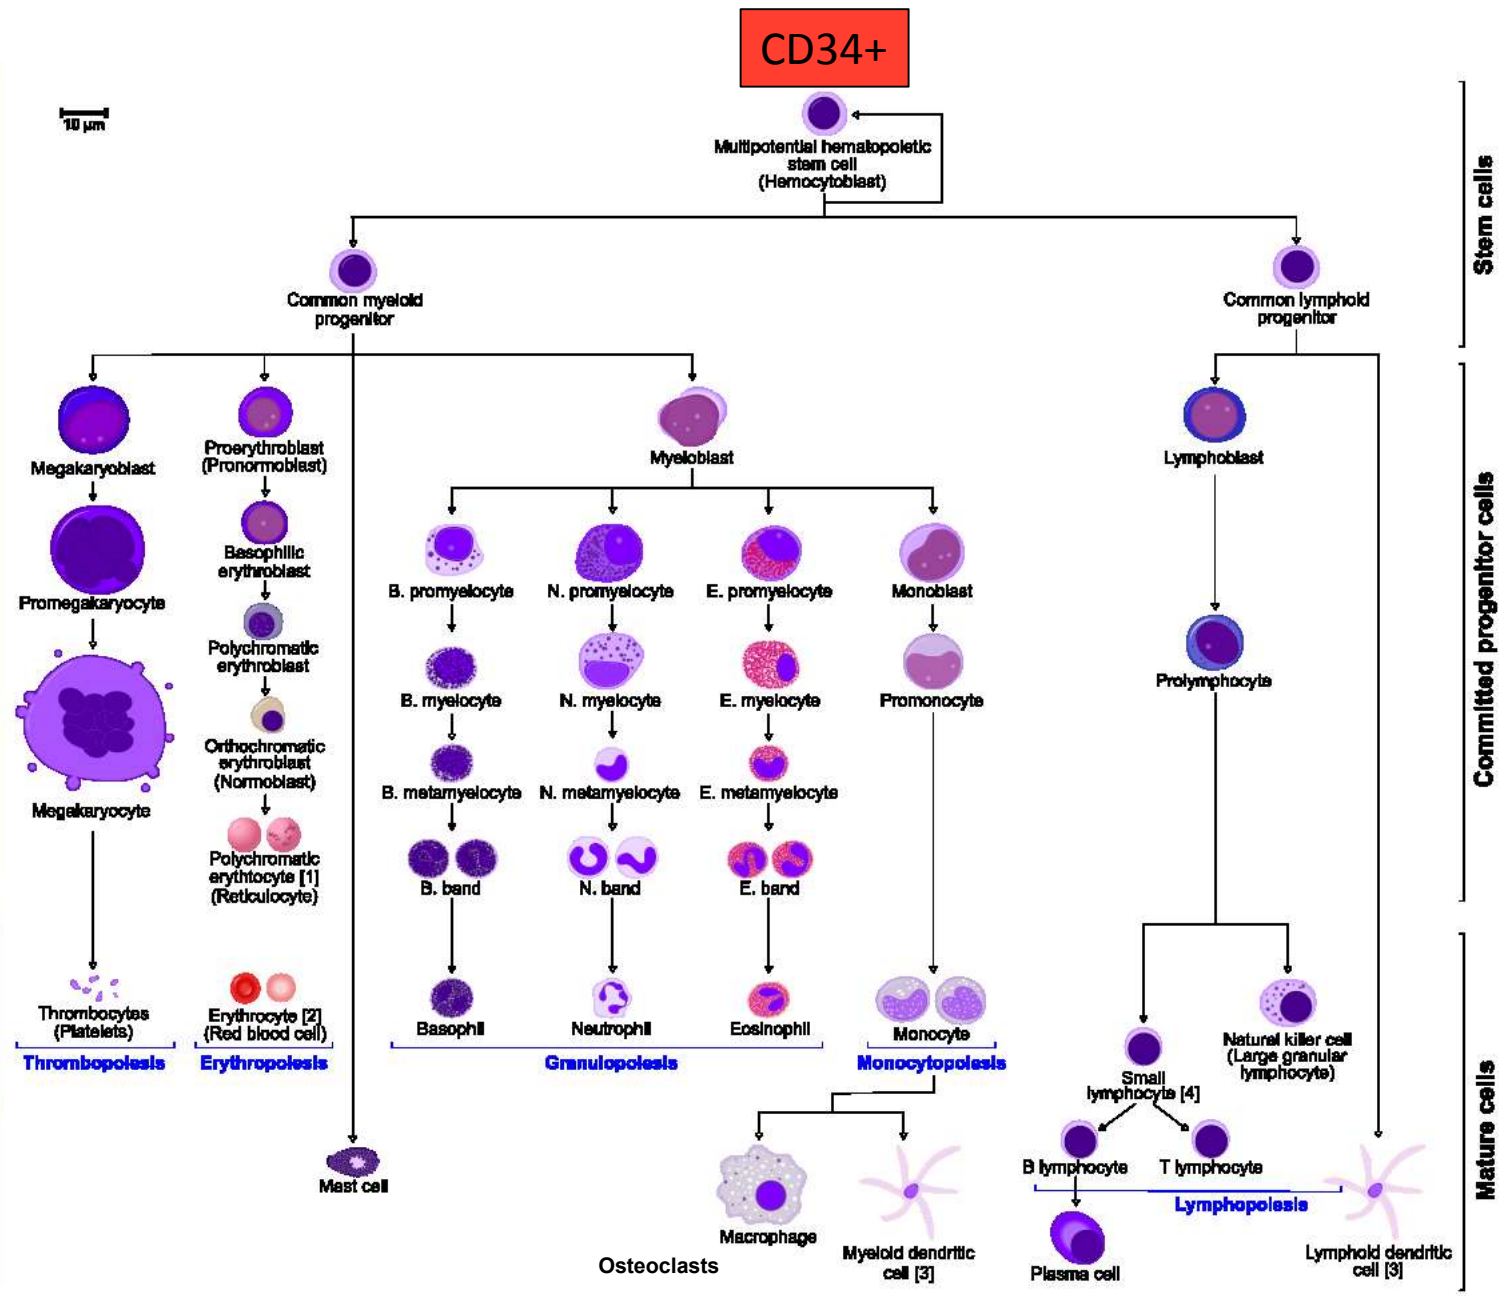 CD34+
10 µm
Multipotential hematopoietic
stem cell
(Hemocytoblast)
Stem cells
Common myeloid
progenitor
Common lymphoid
progenitor
Megakaryoblast
Proerythroblast
(Pronormoblast)
Myeloblast
Lymphoblast
Committed progenitor cells
Promegakaryocyte
Basophilic
erythroblast
B. promyelocyte
N. promyelocyte
E. promyelocyte
Monoblast
Polychromatic
erythroblast
B. myelocyte
N. myelocyte
E. myelocyte
Promonocyte
Prolymphocyte
Megakaryocyte
Orthochromatic
erythroblast
(Normoblast)
B. metamyelocyte
N. metamyelocyte
E. metamyelocyte
Polychromatic
erythtocyte [1]
(Reticulocyte)
B. band
N. band
E. band
Thrombocytes
(Platelets)
Erythrocyte [2]
(Red blood cell)
Basophil
Neutrophil
Eosinophil
Monocyte
Natural killer cell
(Large granular
lymphocyte)
Thrombopoiesis
Erythropoiesis
Granulopoiesis
Monocytopoiesis
Small
lymphocyte [4]
Mature cells
Mast cell
B lymphocyte
T lymphocyte
Lymphopoiesis
Macrophage
Osteoclasts
Myeloid dendritic
cell [3]
Plasma cell
Lymphoid dendritic
cell [3]